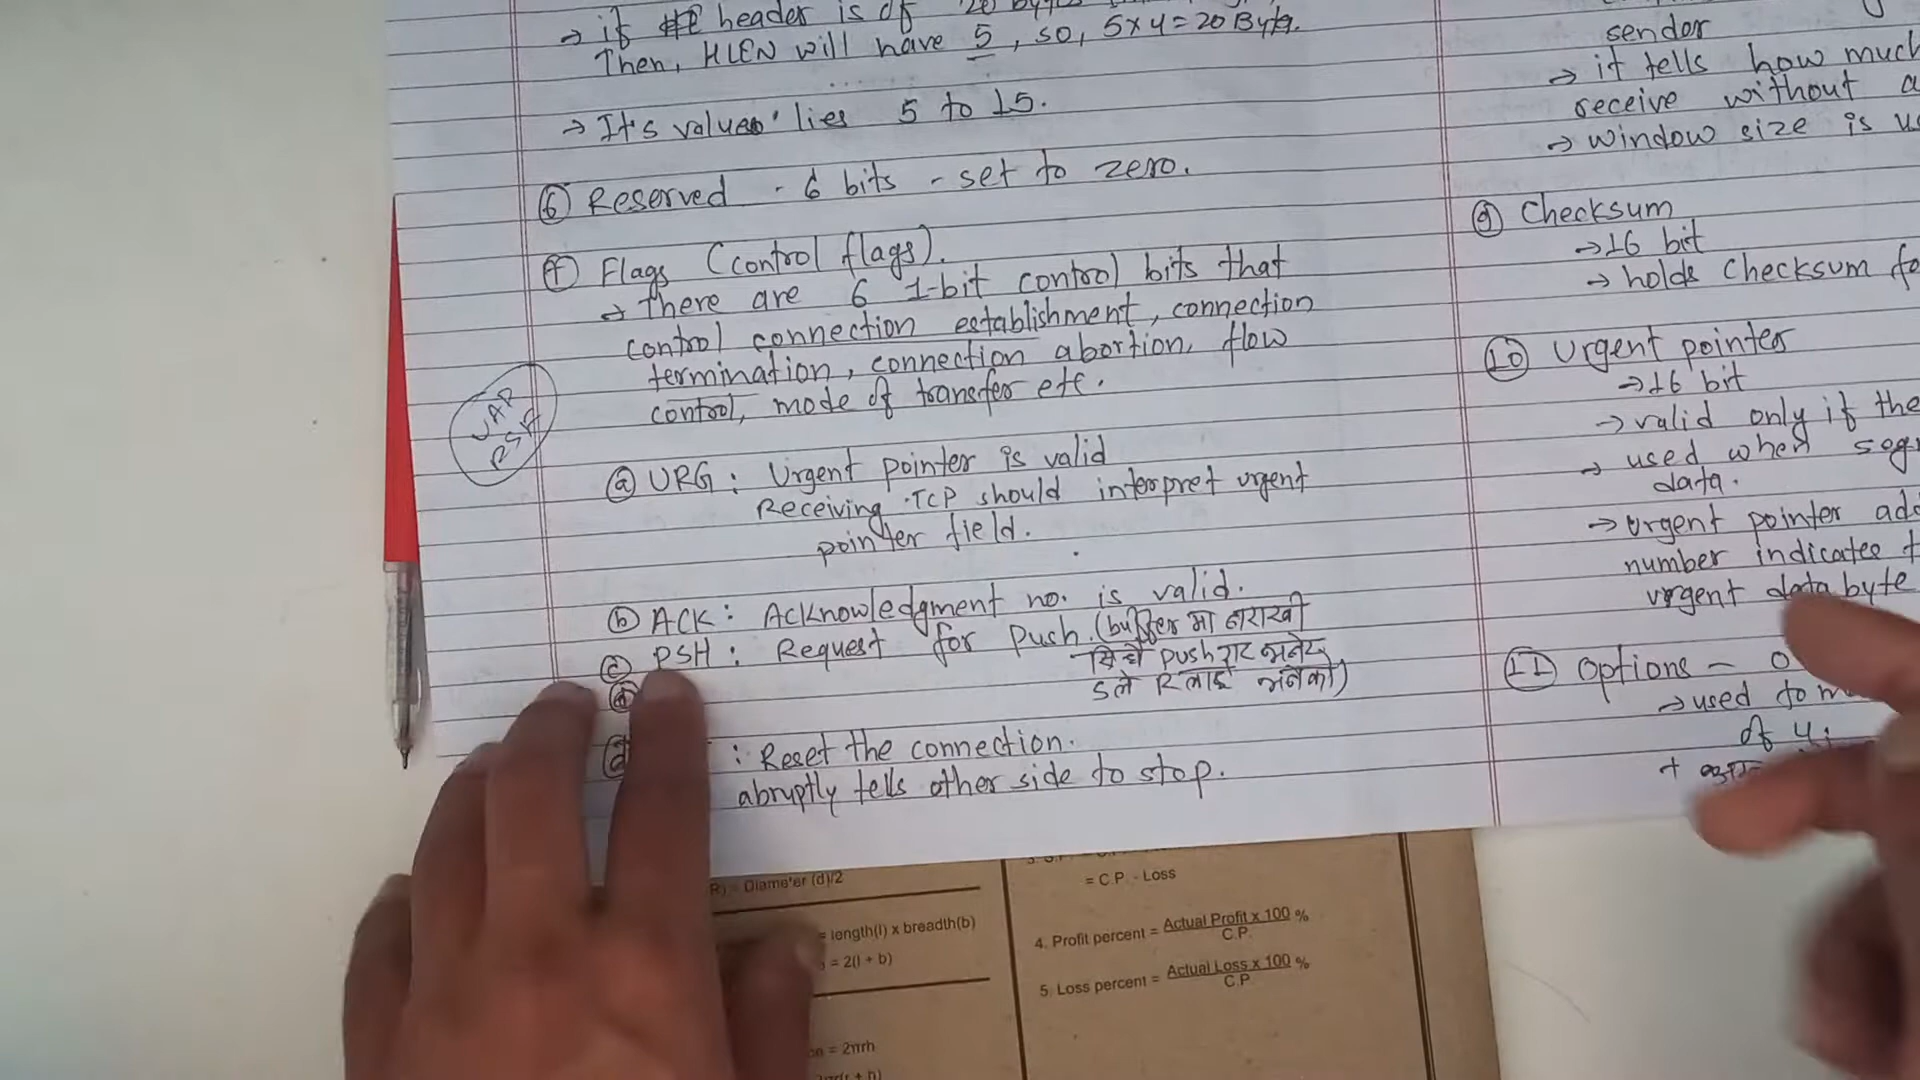 → if header is of 20 bytes
Then, HLEN will have 5, so, 5x4=20 Byte.
→ It's values lies 5 to 15.
⑥ Reserved - 6 bits - set to zero.
⑦ Flags (control flags).
→ There are 6 1-bit control bits that
control connection establishment, connection
termination, connection abortion, flow
control, mode of transfer etc.
UAP
RSF
ⓐ URG: Urgent pointer is valid
Receiving TCP should interpret urgent
pointer field.
ⓑ ACK: Acknowledgment no. is valid.
ⓒ PSH: Request for Push. (buffer मा नराखी
सिधै push गर भनेर
S ले R लाई भनेको)
ⓓ
ⓓ : Reset the connection.
abruptly tells other side to stop.
sender
→ it tells how much
receive without
→ window size is
⑨ Checksum
→ 16 bit
→ holds checksum
⑩ Urgent pointer
→ 16 bit
→ valid only if the
→ used when
data.
→ Urgent pointer
number indicates
urgent data byte
⑪ Options -
→ used to
of
+
R) = Diameter (d)/2
= length(l) x breadth(b)
= 2(l + b)
= 2πrh
= C.P. - Loss
4. Profit percent = Actual Profit x 100 %
C.P.
5. Loss percent = Actual Loss x 100 %
C.P.